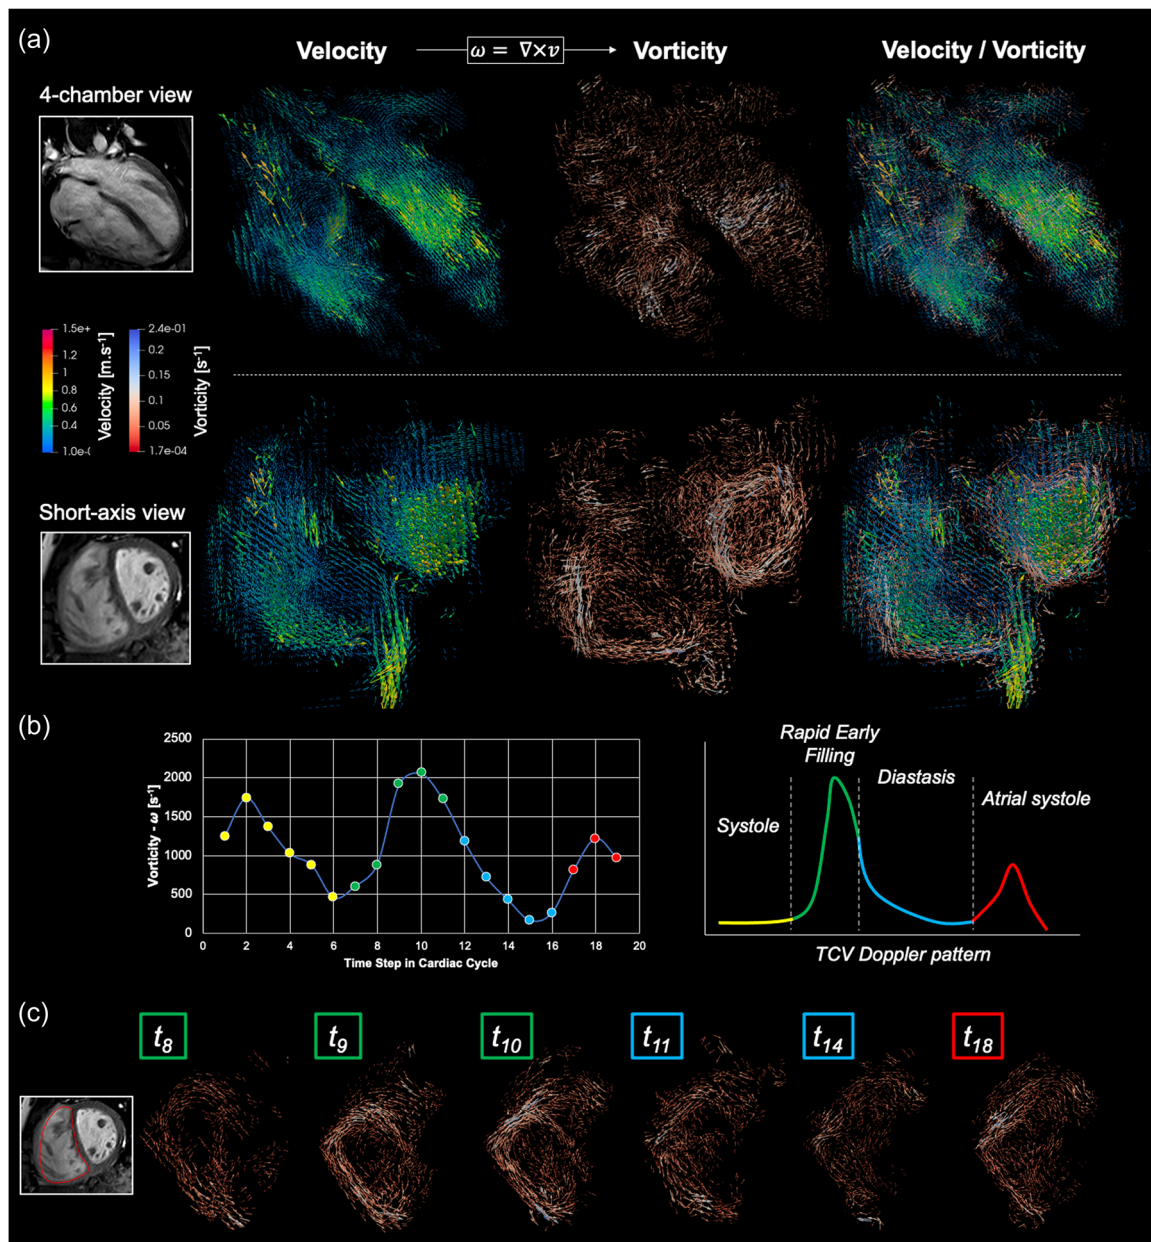 (a)
Velocity
ω = ∇×v
Vorticity
Velocity / Vorticity
4-chamber view
1.5e+
1.2
1
0.8
0.6
0.4
1.0e-0
Velocity [m.s-1]
2.4e-01
0.2
0.15
0.1
0.05
1.7e-04
Vorticity [s-1]
Short-axis view
(b)
Vorticity - ω [s-1]
2500
2000
1500
1000
500
0
0 2 4 6 8 10 12 14 16 18 20
Time Step in Cardiac Cycle
Rapid Early
Filling
Diastasis
Atrial systole
Systole
TCV Doppler pattern
(c)
t8 t9 t10 t11 t14 t18